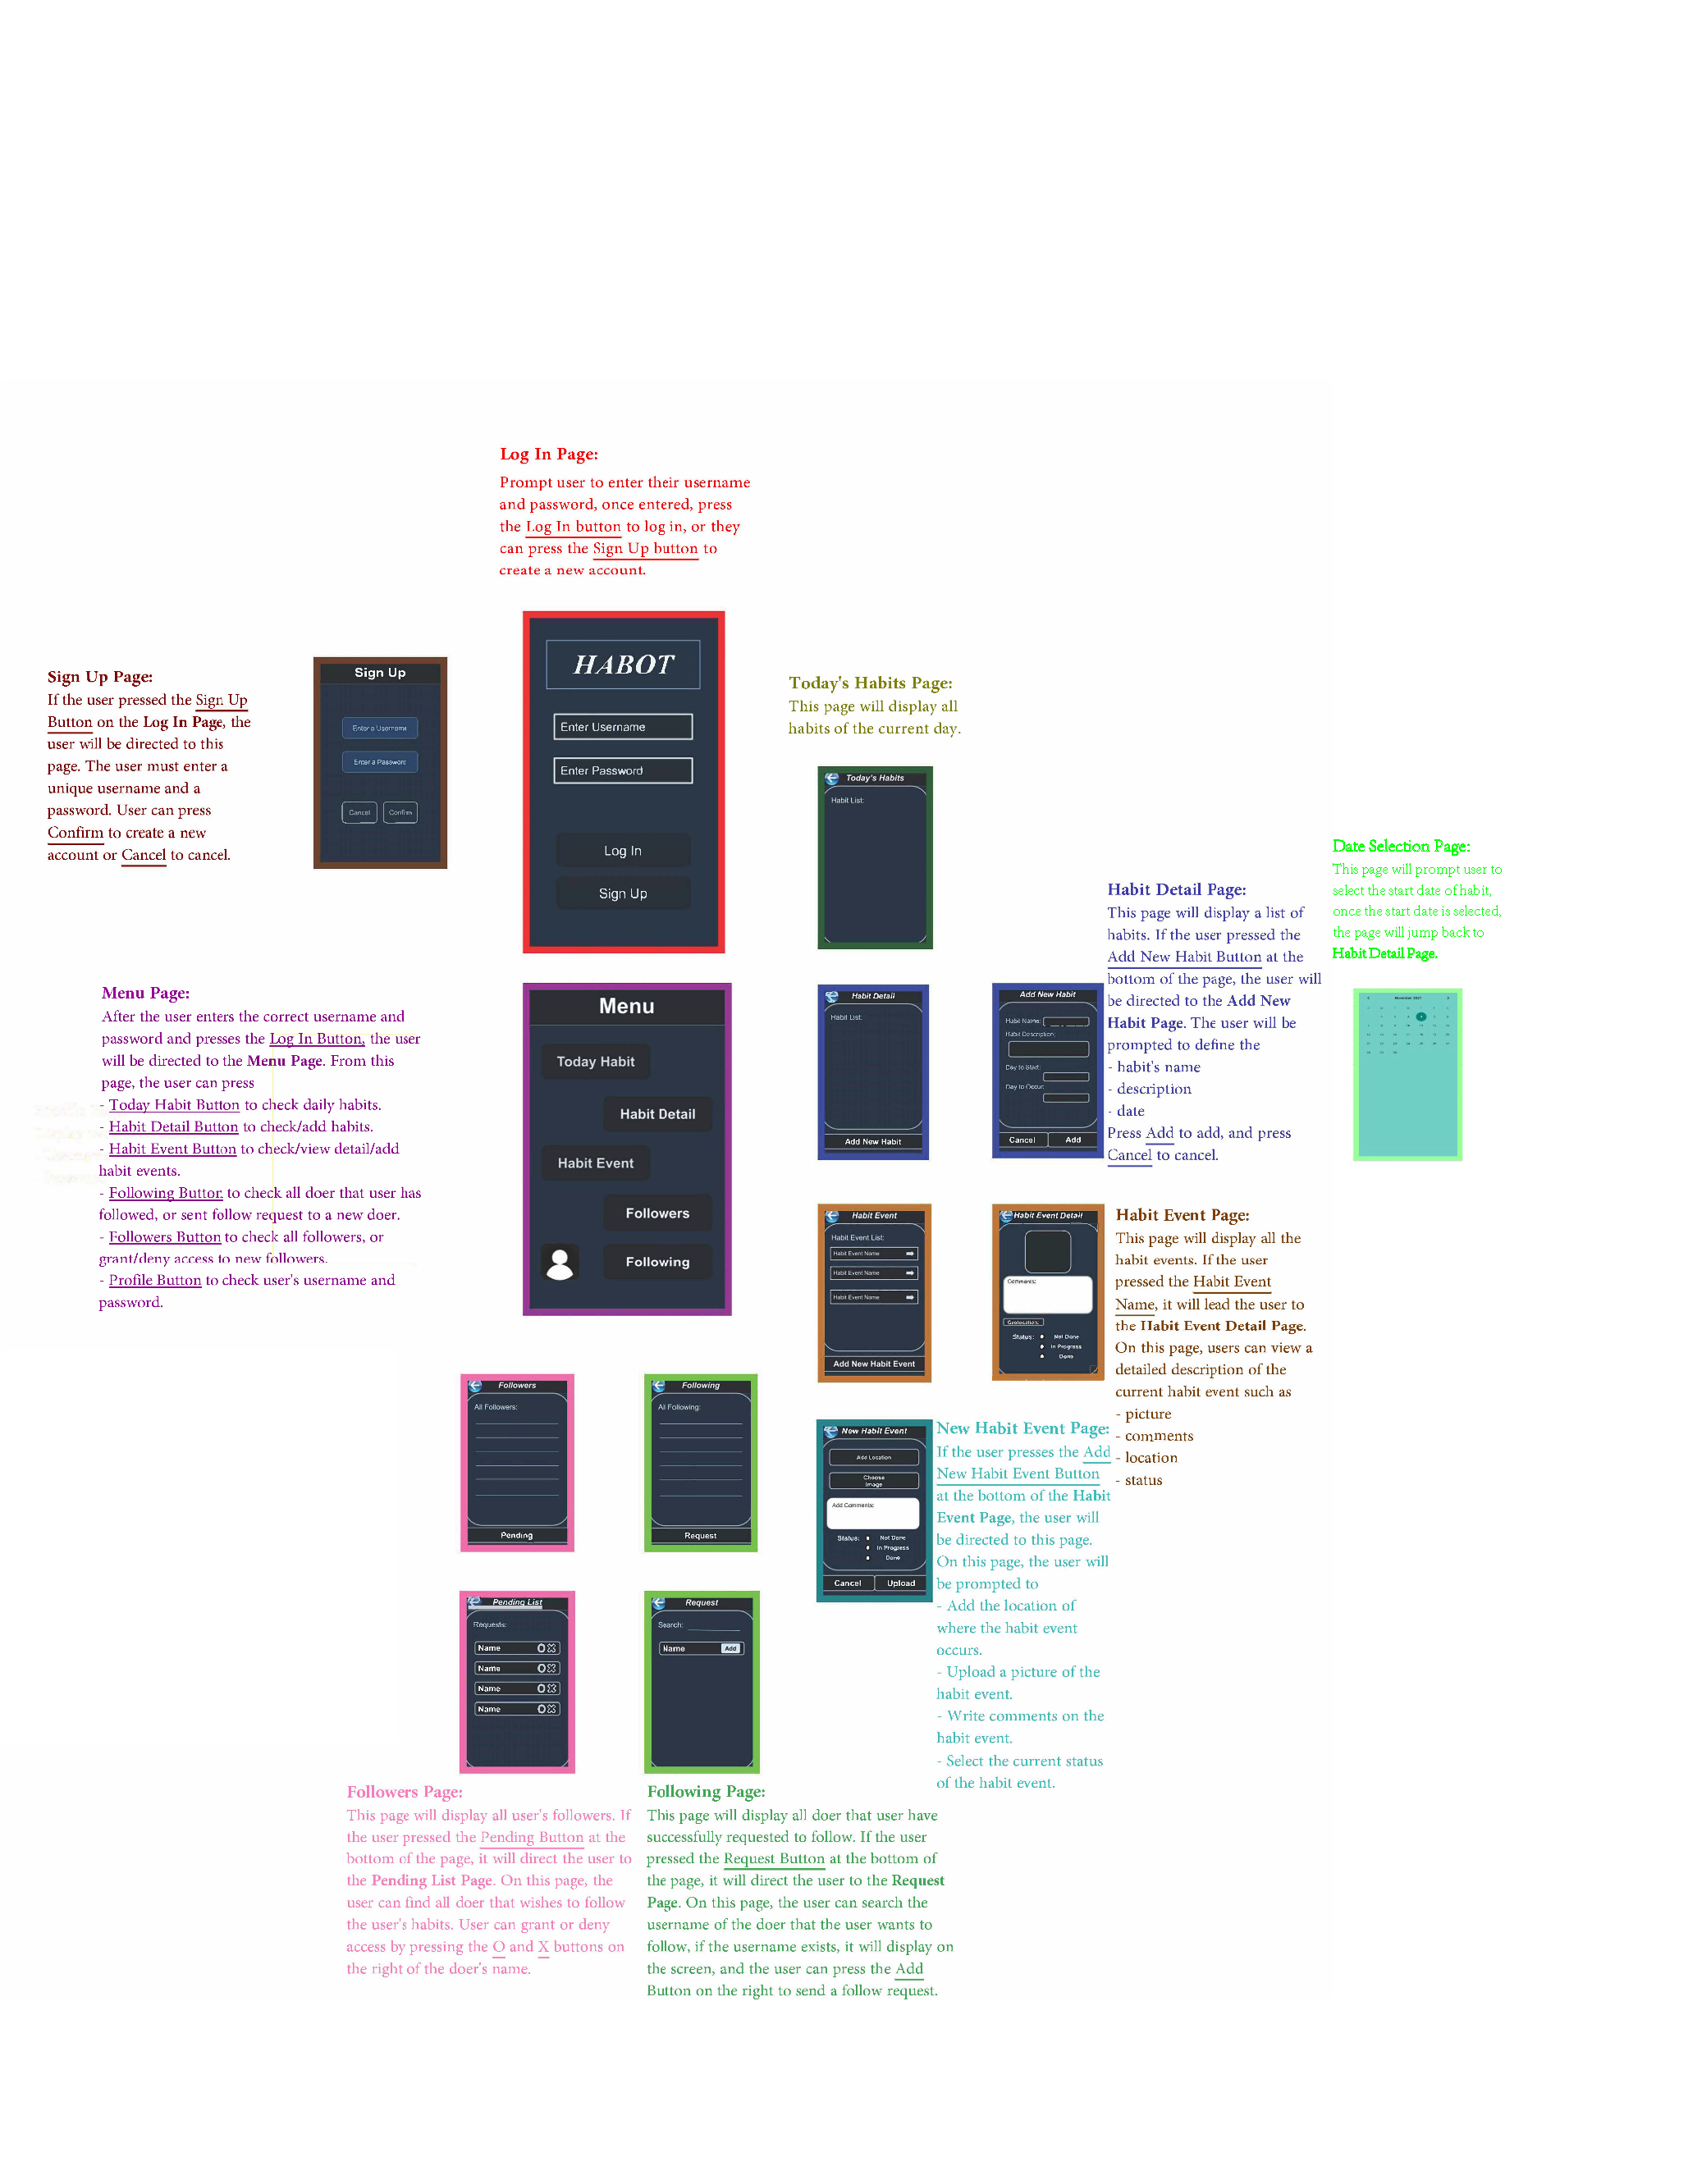 Log In Page:
Prompt user to enter their username
and password, once entered, press
the Log In button to log in, or they
can press the Sign Up button to
create a new account.
HABOT
Enter Username
Enter Password
Log In
Sign Up
Sign Up Page:
If the user pressed the Sign Up
Button on the Log In Page, the
user will be directed to this
page. The user must enter a
unique username and a
password. User can press
Confirm to create a new
account or Cancel to cancel.
Sign Up
Enter a Username
Enter a Password
Cancel Confirm
Today's Habits Page:
This page will display all
habits of the current day.
Today's Habits
Habit List:
Date Selection Page:
This page will prompt user to
select the start date of habit,
once the start date is selected,
the page will jump back to
Habit Detail Page.
November 2021
Habit Detail Page:
This page will display a list of
habits. If the user pressed the
Add New Habit Button at the
bottom of the page, the user will
be directed to the Add New
Habit Page. The user will be
prompted to define the
- habit's name
- description
- date
Press Add to add, and press
Cancel to cancel.
Habit Detail
Habit List:
Add New Habit
Add New Habit
Habit Name:
Habit Description:
Day to Start:
Day to Occur:
Cancel Add
Menu Page:
After the user enters the correct username and
password and presses the Log In Button, the user
will be directed to the Menu Page. From this
page, the user can press
- Today Habit Button to check daily habits.
- Habit Detail Button to check/add habits.
- Habit Event Button to check/view detail/add
habit events.
- Following Button to check all doer that user has
followed, or sent follow request to a new doer.
- Followers Button to check all followers, or
grant/deny access to new followers.
- Profile Button to check user's username and
password.
Menu
Today Habit
Habit Detail
Habit Event
Followers
Following
Habit Event
Habit Event List:
Habit Event Name
Habit Event Name
Habit Event Name
Add New Habit Event
Habit Event Detail
Comments:
Geolocation:
Status: Not Done
In Progress
Done
Habit Event Page:
This page will display all the
habit events. If the user
pressed the Habit Event
Name, it will lead the user to
the Habit Event Detail Page.
On this page, users can view a
detailed description of the
current habit event such as
- picture
- comments
- location
- status
Followers
All Followers:
Pending
Following
All Following:
Request
New Habit Event
Add Location
Choose
Image
Add Comments:
Status: Not Done
In Progress
Done
Cancel Upload
New Habit Event Page:
If the user presses the Add
New Habit Event Button
at the bottom of the Habit
Event Page, the user will
be directed to this page.
On this page, the user will
be prompted to
- Add the location of
where the habit event
occurs.
- Upload a picture of the
habit event.
- Write comments on the
habit event.
- Select the current status
of the habit event.
Pending List
Requests:
Name O X
Name O X
Name O X
Name O X
Request
Search:
Name Add
Followers Page:
This page will display all user's followers. If
the user pressed the Pending Button at the
bottom of the page, it will direct the user to
the Pending List Page. On this page, the
user can find all doer that wishes to follow
the user's habits. User can grant or deny
access by pressing the O and X buttons on
the right of the doer's name.
Following Page:
This page will display all doer that user have
successfully requested to follow. If the user
pressed the Request Button at the bottom of
the page, it will direct the user to the Request
Page. On this page, the user can search the
username of the doer that the user wants to
follow, if the username exists, it will display on
the screen, and the user can press the Add
Button on the right to send a follow request.